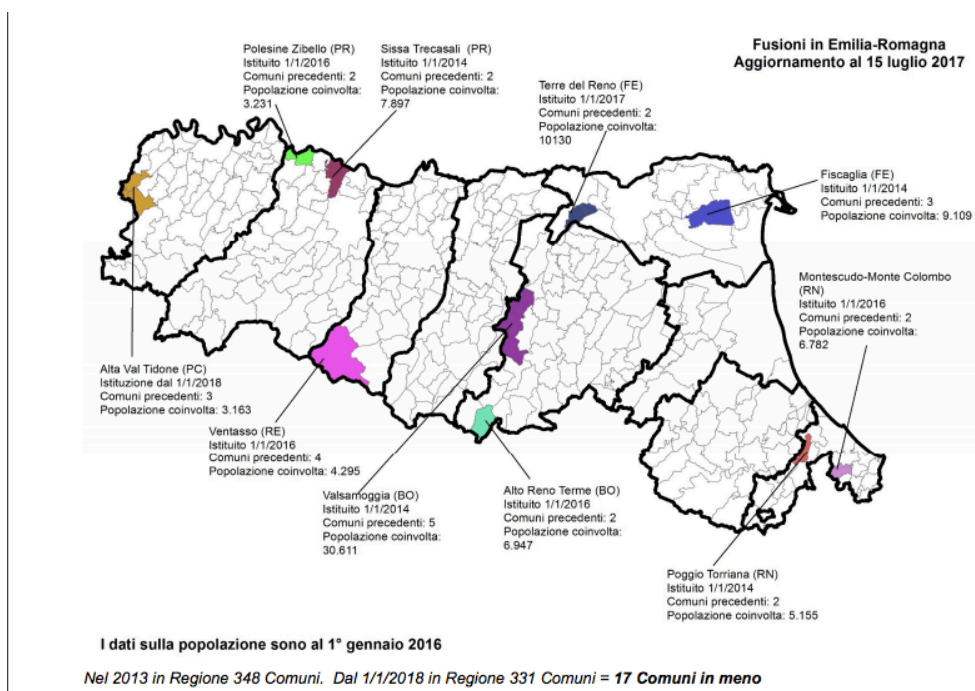 Fusioni in Emilia-Romagna
Aggiornamento al 15 luglio 2017
Polesine Zibello (PR)
Istituito 1/1/2016
Comuni precedenti: 2
Popolazione coinvolta:
3.231
Sissa Trecasali (PR)
Istituito 1/1/2014
Comuni precedenti: 2
Popolazione coinvolta:
7.897
Terre del Reno (FE)
Istituito 1/1/2017
Comuni precedenti: 2
Popolazione coinvolta:
10130
Fiscaglia (FE)
Istituito 1/1/2014
Comuni precedenti: 3
Popolazione coinvolta: 9.109
Montescudo-Monte Colombo
(RN)
Istituito 1/1/2016
Comuni precedenti: 2
Popolazione coinvolta:
6.782
Alta Val Tidone (PC)
Istituzione dal 1/1/2018
Comuni precedenti: 3
Popolazione coinvolta: 3.163
Ventasso (RE)
Istituito 1/1/2016
Comuni precedenti: 4
Popolazione coinvolta: 4.295
Valsamoggia (BO)
Istituito 1/1/2014
Comuni precedenti: 5
Popolazione coinvolta:
30.611
Alto Reno Terme (BO)
Istituito 1/1/2016
Comuni precedenti: 2
Popolazione coinvolta:
6.947
Poggio Torriana (RN)
Istituito 1/1/2014
Comuni precedenti: 2
Popolazione coinvolta: 5.155
I dati sulla popolazione sono al 1° gennaio 2016
Nel 2013 in Regione 348 Comuni. Dal 1/1/2018 in Regione 331 Comuni = 17 Comuni in meno